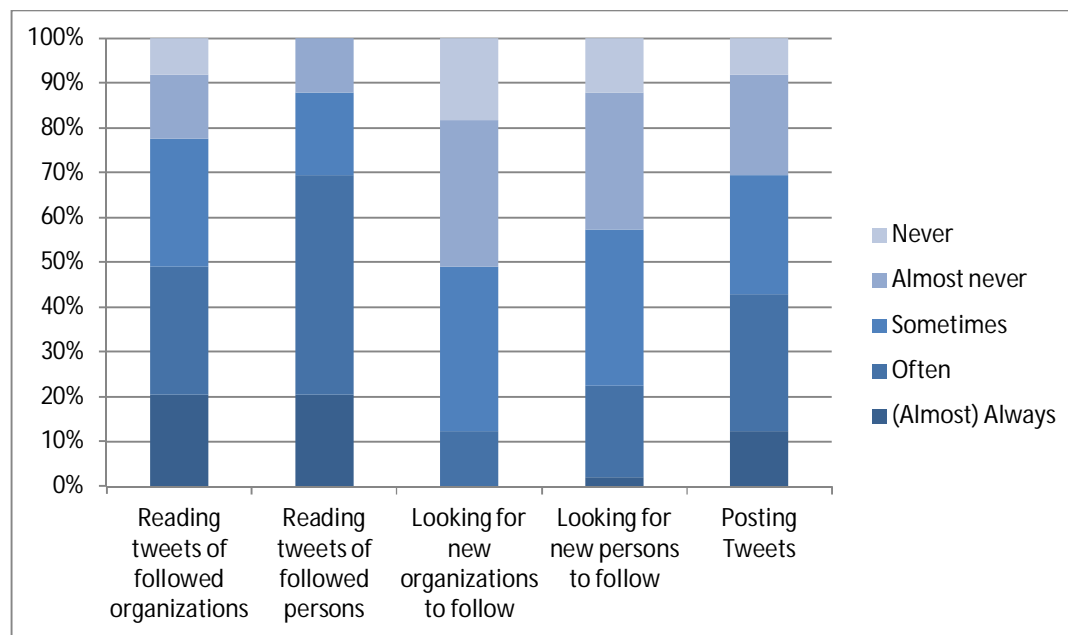 100%
90%
80%
70%
60%
50%
40%
30%
20%
10%
0%
Reading
tweets of
followed
organizations
Reading
tweets of
followed
persons
Looking for
new
organizations
to follow
Looking for
new persons
to follow
Posting
Tweets
Never
Almost never
Sometimes
Often
(Almost) Always